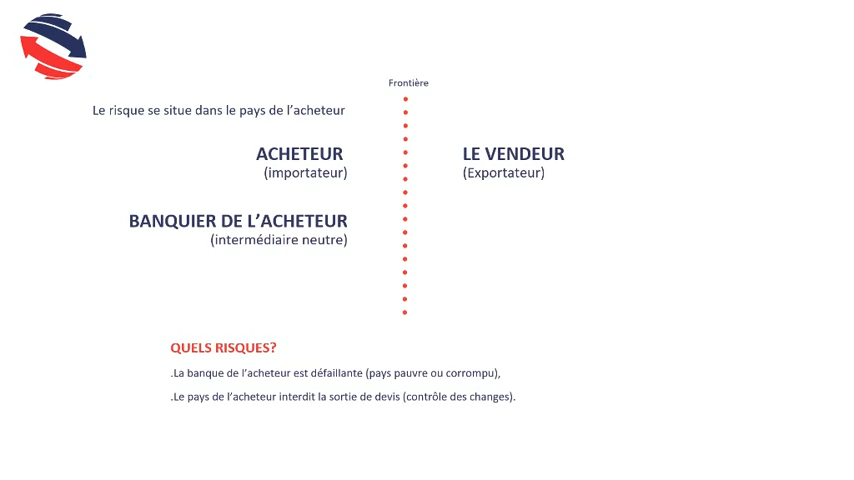 Frontière
Le risque se situe dans le pays de l’acheteur
ACHETEUR
(importateur)
LE VENDEUR
(Exportateur)
BANQUIER DE L’ACHETEUR
(intermédiaire neutre)
QUELS RISQUES?
.La banque de l’acheteur est défaillante (pays pauvre ou corrompu),
.Le pays de l’acheteur interdit la sortie de devis (contrôle des changes).